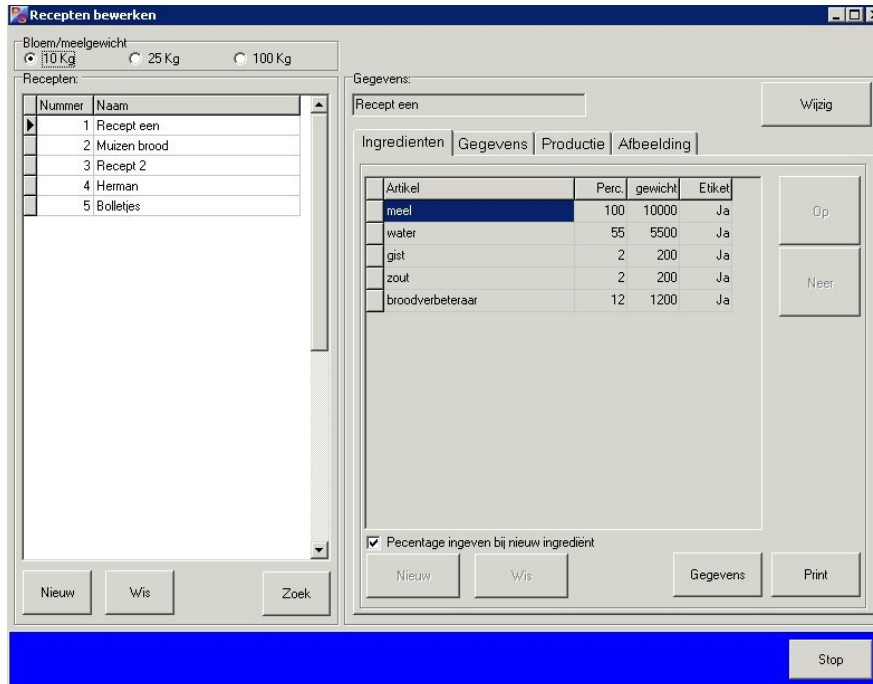 Recepten bewerken
Bloem/meelgewicht
10 Kg 25 Kg 100 Kg
Recepten:
Nummer Naam
1 Recept een
2 Muizen brood
3 Recept 2
4 Herman
5 Bolletjes
Nieuw Wis Zoek
Gegevens:
Recept een
Wijzig
Ingredienten Gegevens Productie Afbeelding
Artikel Perc. gewicht Etiket
meel 100 10000 Ja
water 55 5500 Ja
gist 2 200 Ja
zout 2 200 Ja
broodverbeteraar 12 1200 Ja
Op
Neer
Pecentage ingeven bij nieuw ingrediënt
Nieuw Wis Gegevens Print
Stop